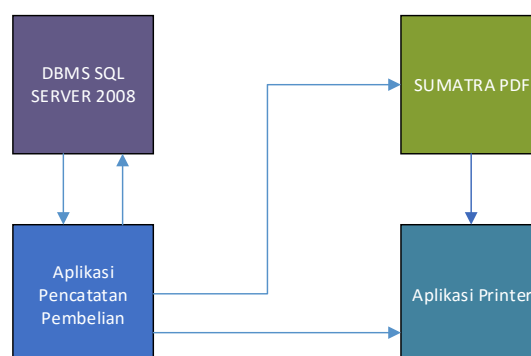 DBMS SQL
SERVER 2008
SUMATRA PDF
Aplikasi
Pencatatan
Pembelian
Aplikasi Printer